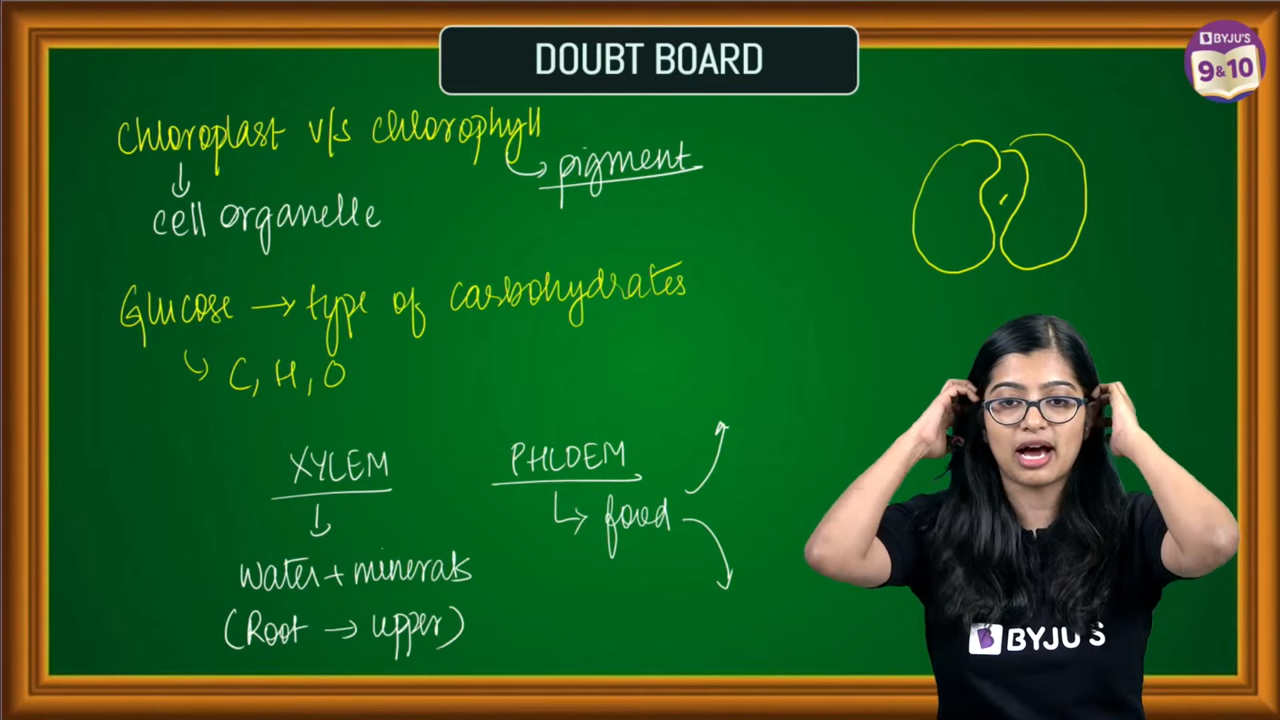 DOUBT BOARD
BYJU'S
9&10
Chloroplast v/s chlorophyll
pigment
cell organelle
Glucose → type of carbohydrates
C, H, O
XYLEM
PHLOEM
food
water + minerals
(Root → upper)
BYJU'S